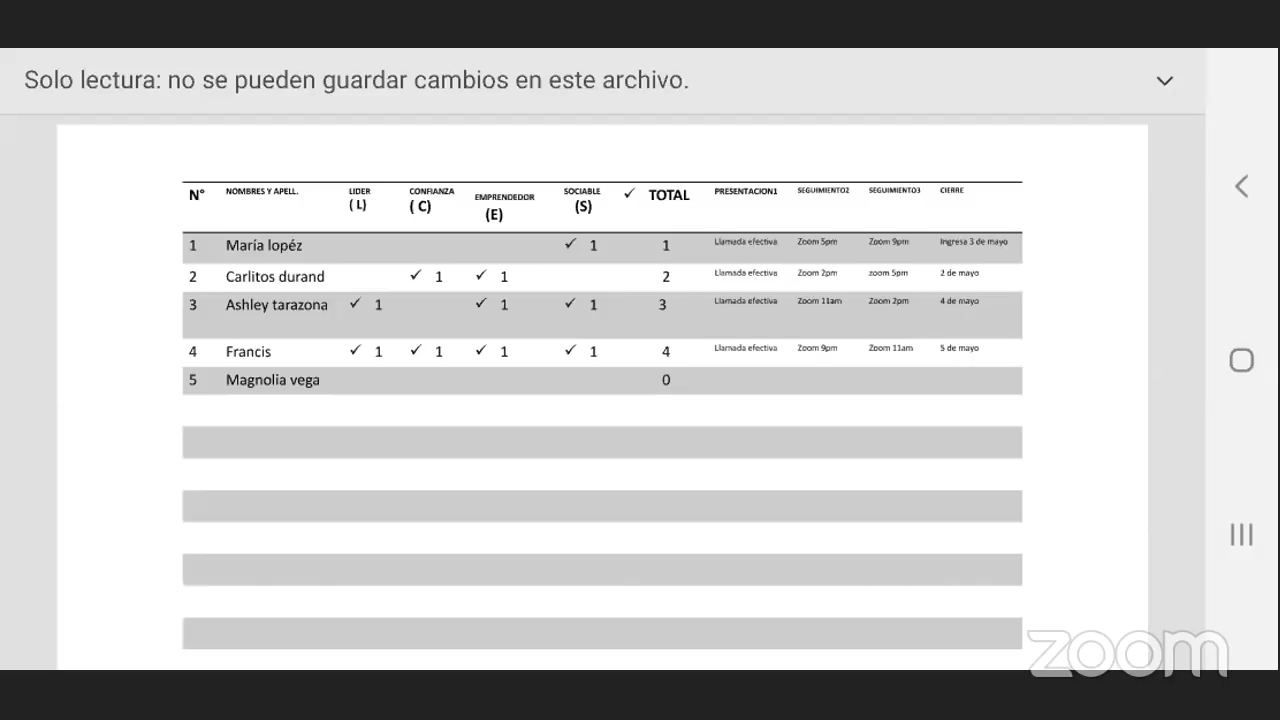 Solo lectura: no se pueden guardar cambios en este archivo.
N° NOMBRES Y APELL. LIDER ( L) CONFIANZA ( C) EMPRENDEDOR (E) SOCIABLE (S) ✓ TOTAL PRESENTACION1 SEGUIMIENTO2 SEGUIMIENTO3 CIERRE
1 María lopéz ✓ 1 1 Llamada efectiva Zoom 5pm Zoom 9pm Ingresa 3 de mayo
2 Carlitos durand ✓ 1 ✓ 1 2 Llamada efectiva Zoom 2pm zoom 5pm 2 de mayo
3 Ashley tarazona ✓ 1 ✓ 1 ✓ 1 3 Llamada efectiva Zoom 11am Zoom 2pm 4 de mayo
4 Francis ✓ 1 ✓ 1 ✓ 1 ✓ 1 4 Llamada efectiva Zoom 9pm Zoom 11am 5 de mayo
5 Magnolia vega 0
zoom